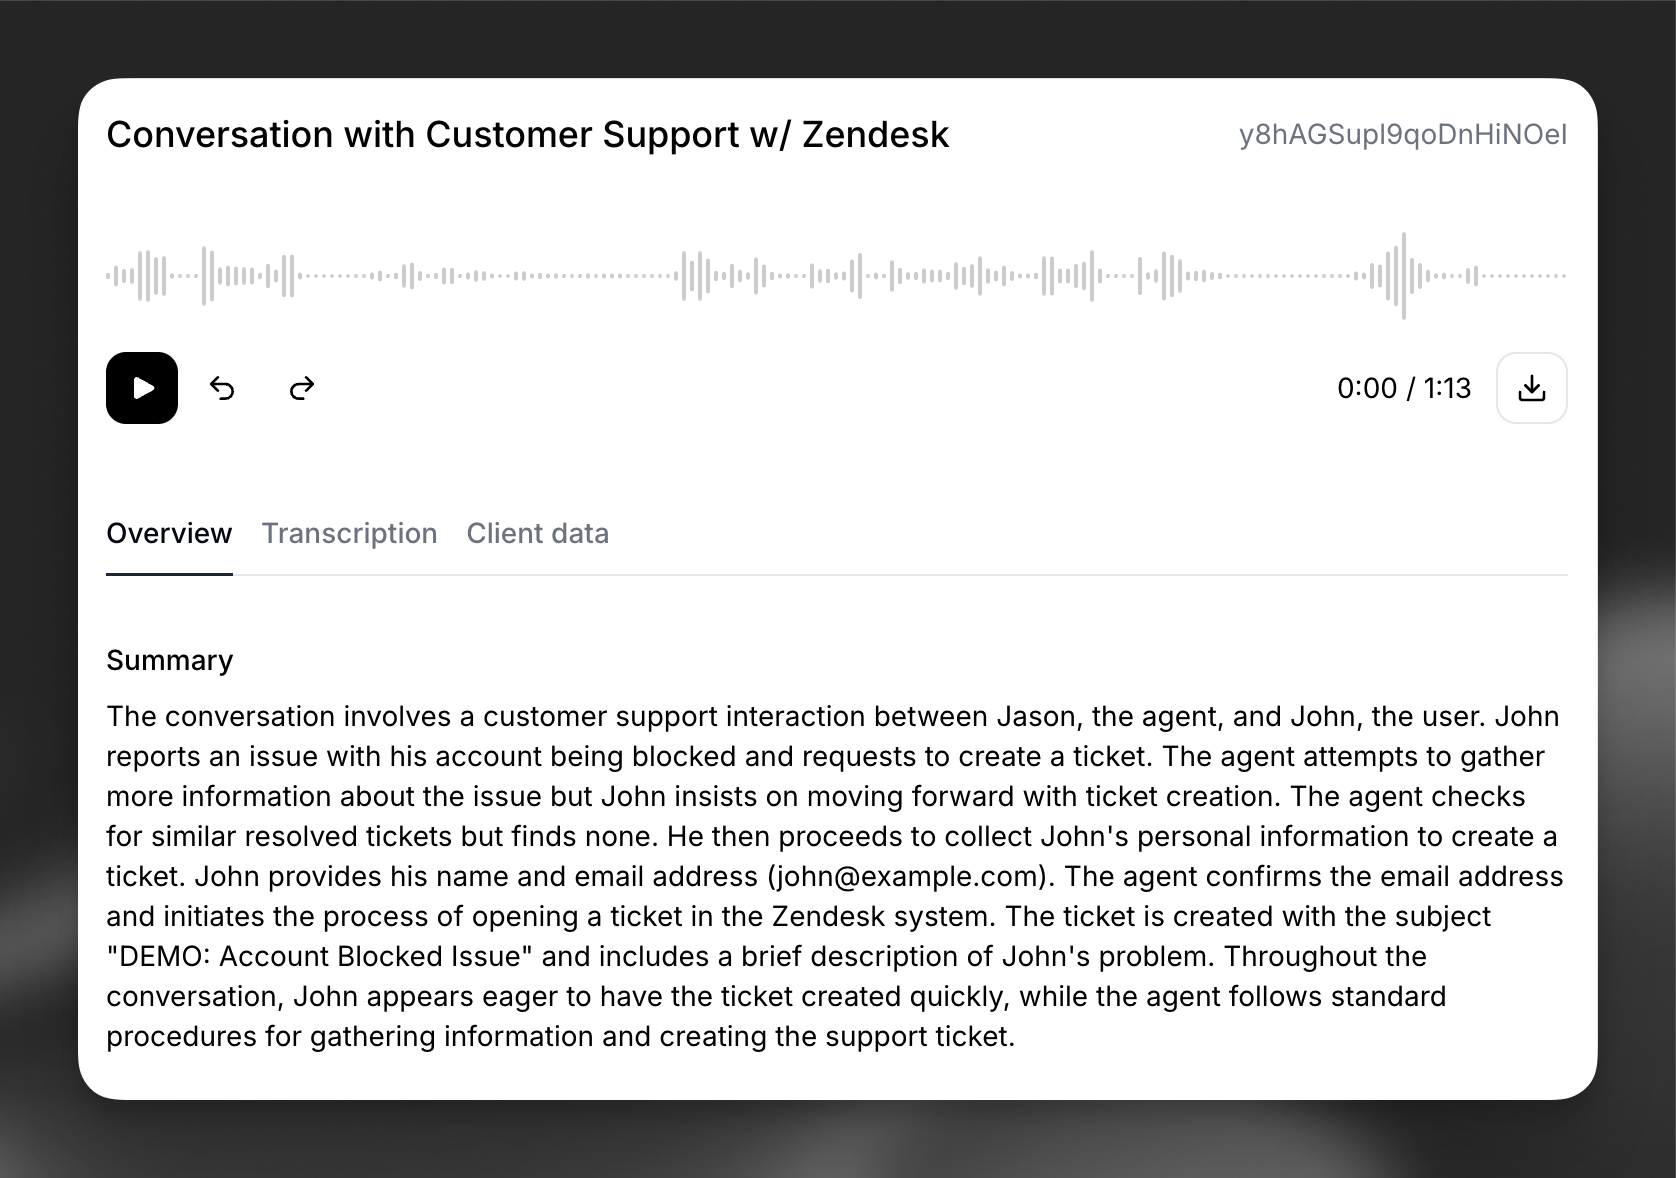 Conversation with Customer Support w/ Zendesk
y8hAGSupl9qoDnHiNOel
0:00 / 1:13
Overview
Transcription
Client data
Summary
The conversation involves a customer support interaction between Jason, the agent, and John, the user. John
reports an issue with his account being blocked and requests to create a ticket. The agent attempts to gather
more information about the issue but John insists on moving forward with ticket creation. The agent checks
for similar resolved tickets but finds none. He then proceeds to collect John's personal information to create a
ticket. John provides his name and email address (john@example.com). The agent confirms the email address
and initiates the process of opening a ticket in the Zendesk system. The ticket is created with the subject
"DEMO: Account Blocked Issue" and includes a brief description of John's problem. Throughout the
conversation, John appears eager to have the ticket created quickly, while the agent follows standard
procedures for gathering information and creating the support ticket.